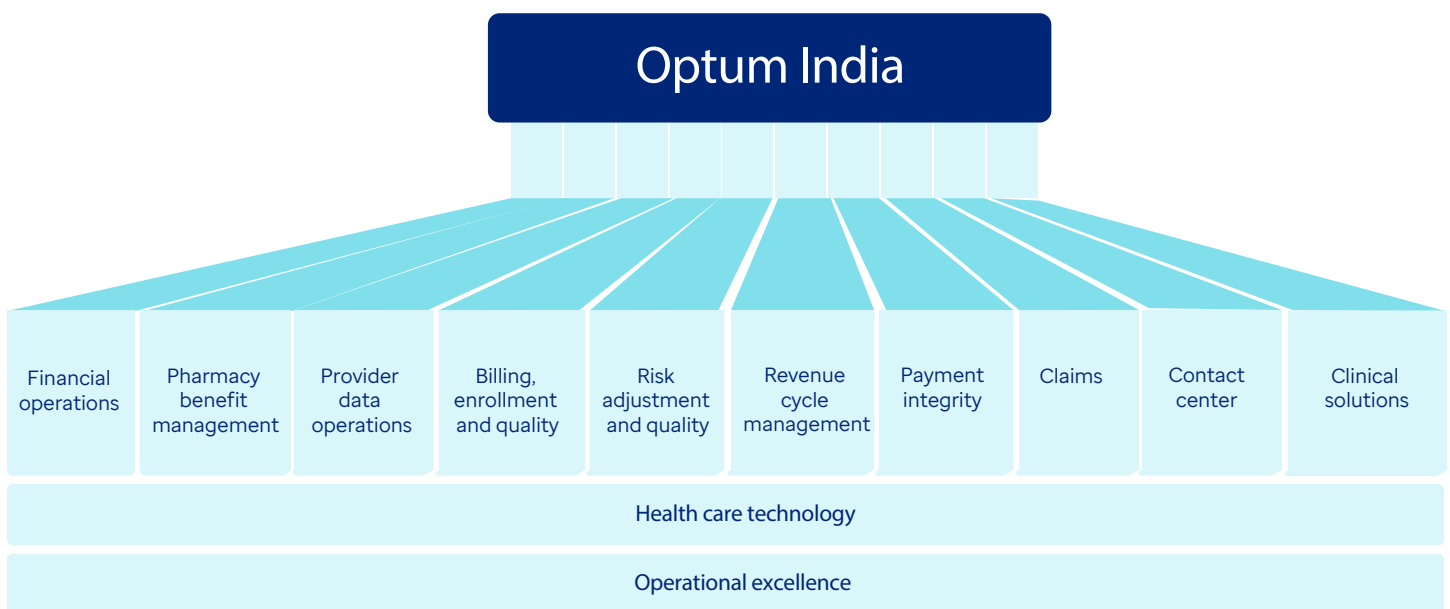 Optum India
Financial
operations
Pharmacy
benefit
management
Provider
data
operations
Billing,
enrollment
and quality
Risk
adjustment
and quality
Revenue
cycle
management
Payment
integrity
Claims
Contact
center
Clinical
solutions
Health care technology
Operational excellence